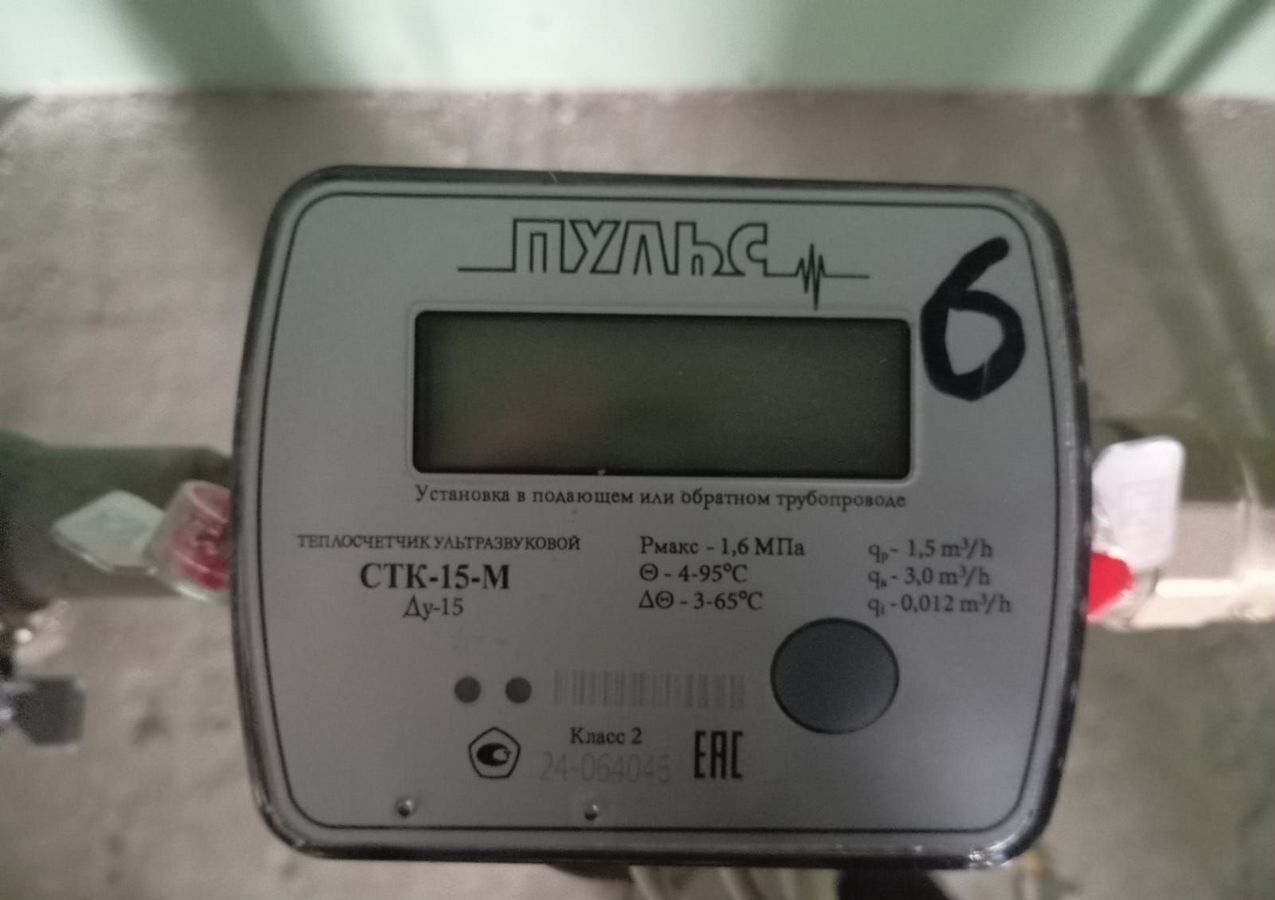 ПУЛЬС
6
Установка в подающем или обратном трубопроводе
ТЕПЛОСЧЕТЧИК УЛЬТРАЗВУКОВОЙ
СТК-15-М
Ду-15
Рмакс - 1,6 МПа
Θ - 4-95°C
ΔΘ - 3-65°C
qp - 1,5 m³/h
qs - 3,0 m³/h
qi - 0,012 m³/h
Класс 2
24-064046
EAC